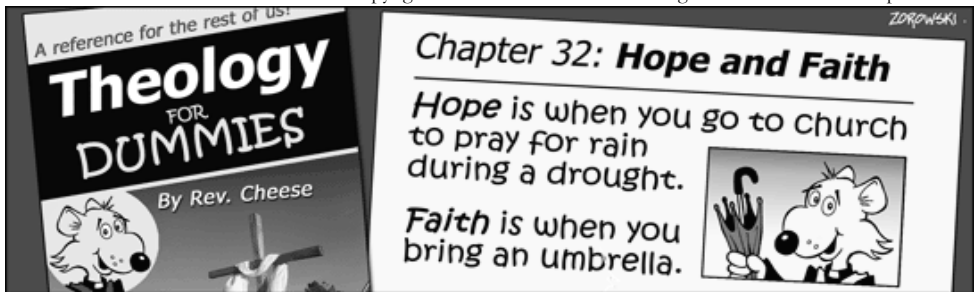 A reference for the rest of us!
Theology
FOR
DUMMIES
By Rev. Cheese
ZOROWSKI
Chapter 32: Hope and Faith
Hope is when you go to church
to pray for rain
during a drought.
Faith is when you
bring an umbrella.